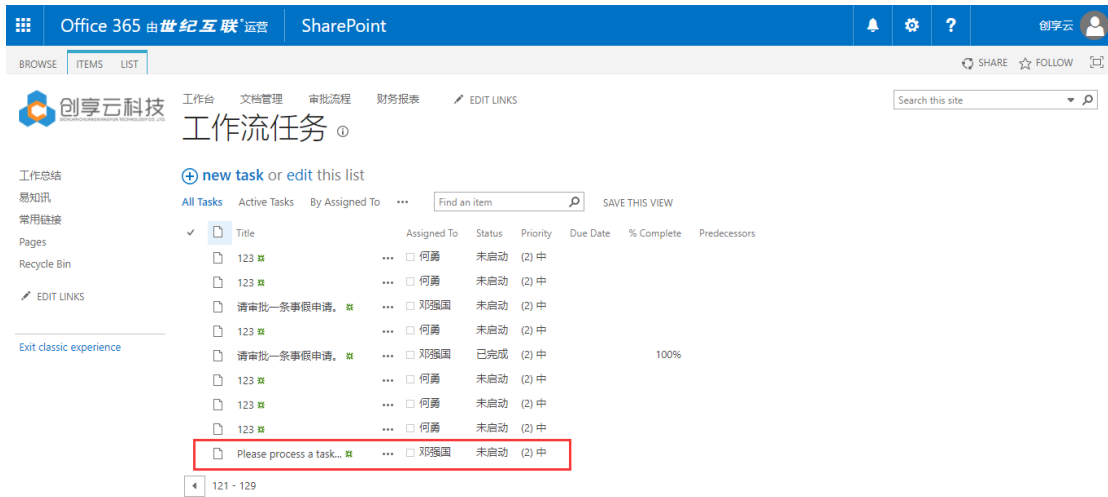 Office 365 由世纪互联运营 SharePoint 创享云
BROWSE ITEMS LIST SHARE FOLLOW
创享云科技 工作台 文档管理 审批流程 财务报表 EDIT LINKS Search this site
工作流任务
工作总结
易知讯
常用链接
Pages
Recycle Bin
EDIT LINKS
Exit classic experience
new task or edit this list
All Tasks Active Tasks By Assigned To ••• Find an item SAVE THIS VIEW
Title Assigned To Status Priority Due Date % Complete Predecessors
123 ••• 何勇 未启动 (2) 中
123 ••• 何勇 未启动 (2) 中
请审批一条事假申请。 ••• 邓强国 未启动 (2) 中
123 ••• 何勇 未启动 (2) 中
请审批一条事假申请。 ••• 邓强国 已完成 (2) 中 100%
123 ••• 何勇 未启动 (2) 中
123 ••• 何勇 未启动 (2) 中
123 ••• 何勇 未启动 (2) 中
Please process a task... ••• 邓强国 未启动 (2) 中
121 - 129